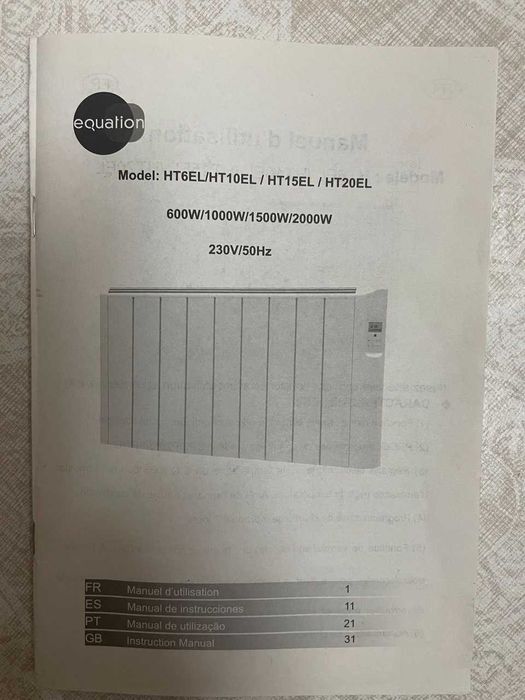 equation
Model: HT6EL/HT10EL / HT15EL / HT20EL
600W/1000W/1500W/2000W
230V/50Hz
FR Manuel d'utilisation 1
ES Manual de instrucciones 11
PT Manual de utilização 21
GB Instruction Manual 31